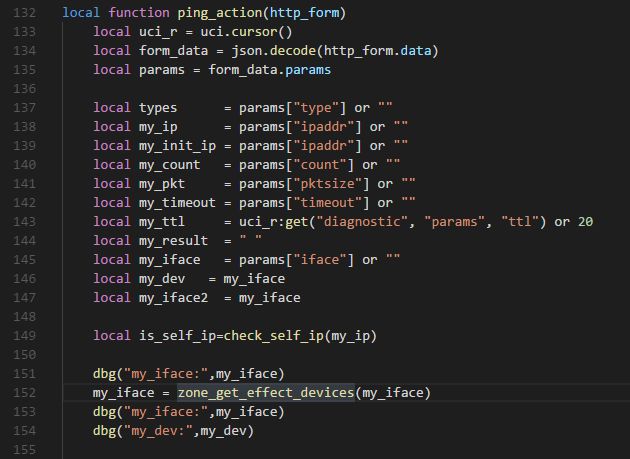 132 local function ping_action(http_form)
133     local uci_r = uci.cursor()
134     local form_data = json.decode(http_form.data)
135     local params = form_data.params
136
137     local types      = params["type"] or ""
138     local my_ip      = params["ipaddr"] or ""
139     local my_init_ip = params["ipaddr"] or ""
140     local my_count   = params["count"] or ""
141     local my_pkt     = params["pktsize"] or ""
142     local my_timeout = params["timeout"] or ""
143     local my_ttl     = uci_r:get("diagnostic", "params", "ttl") or 20
144     local my_result  = " "
145     local my_iface   = params["iface"] or ""
146     local my_dev   = my_iface
147     local my_iface2  = my_iface
148
149     local is_self_ip=check_self_ip(my_ip)
150
151     dbg("my_iface:",my_iface)
152     my_iface = zone_get_effect_devices(my_iface)
153     dbg("my_iface:",my_iface)
154     dbg("my_dev:",my_dev)
155